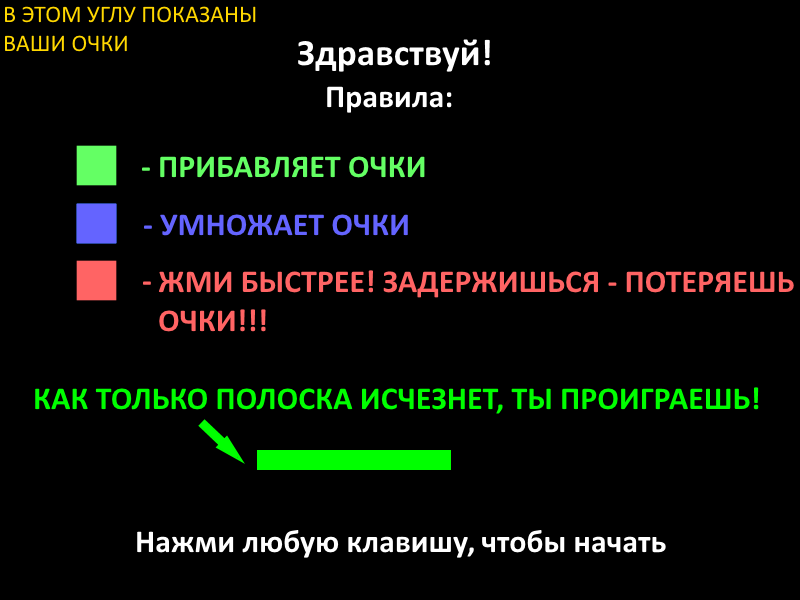 В ЭТОМ УГЛУ ПОКАЗАНЫ
ВАШИ ОЧКИ
Здравствуй!
Правила:
- ПРИБАВЛЯЕТ ОЧКИ
- УМНОЖАЕТ ОЧКИ
- ЖМИ БЫСТРЕЕ! ЗАДЕРЖИШЬСЯ - ПОТЕРЯЕШЬ
ОЧКИ!!!
КАК ТОЛЬКО ПОЛОСКА ИСЧЕЗНЕТ, ТЫ ПРОИГРАЕШЬ!
Нажми любую клавишу, чтобы начать